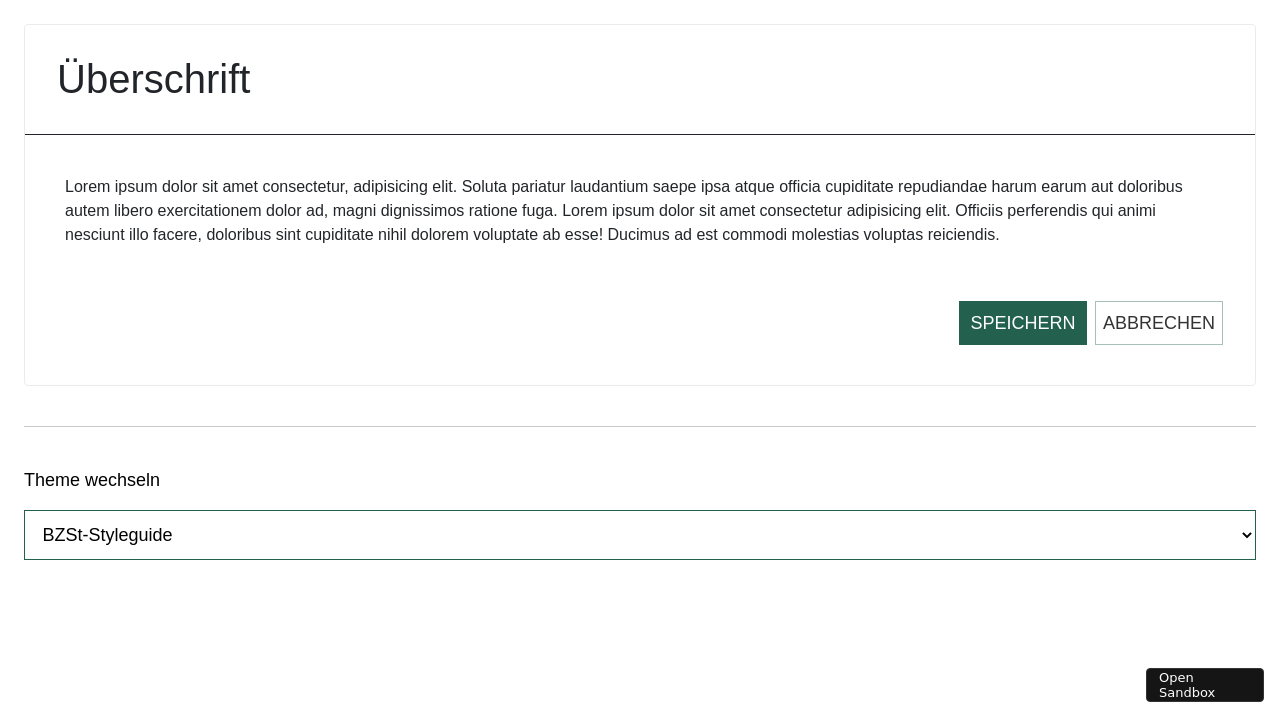 Überschrift
Lorem ipsum dolor sit amet consectetur, adipisicing elit. Soluta pariatur laudantium saepe ipsa atque officia cupiditate repudiandae harum earum aut doloribus
autem libero exercitationem dolor ad, magni dignissimos ratione fuga. Lorem ipsum dolor sit amet consectetur adipisicing elit. Officiis perferendis qui animi
nesciunt illo facere, doloribus sint cupiditate nihil dolorem voluptate ab esse! Ducimus ad est commodi molestias voluptas reiciendis.
SPEICHERN ABBRECHEN
Theme wechseln
BZSt-Styleguide
Open
Sandbox